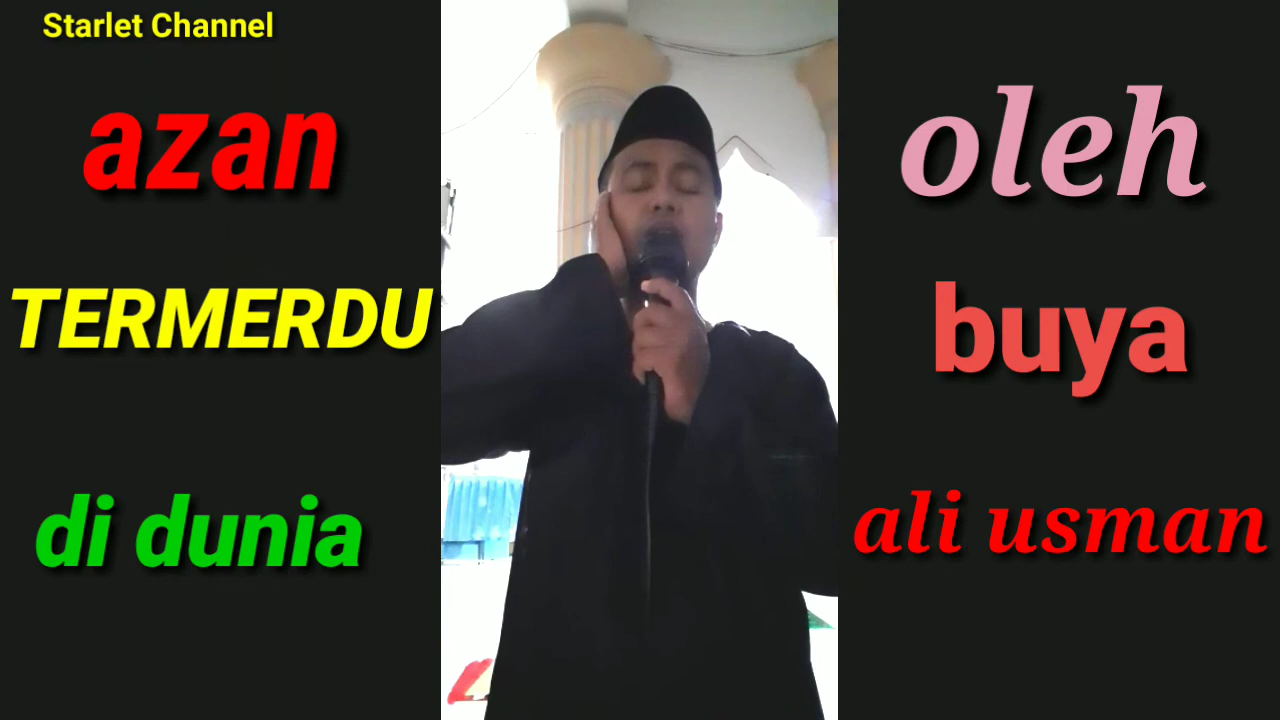 Starlet Channel
azan
TERMERDU
di dunia
oleh
buya
ali usman